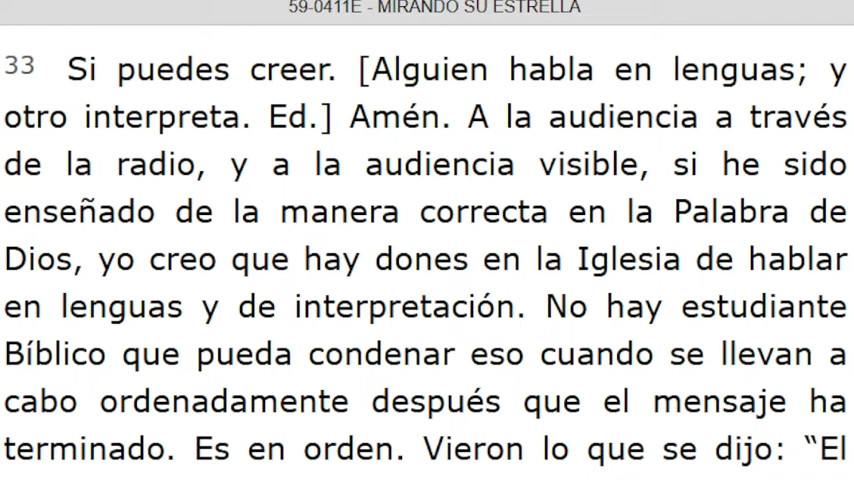 59-0411E - MIRANDO SU ESTRELLA
33 Si puedes creer. [Alguien habla en lenguas; y
otro interpreta. Ed.] Amén. A la audiencia a través
de la radio, y a la audiencia visible, si he sido
enseñado de la manera correcta en la Palabra de
Dios, yo creo que hay dones en la Iglesia de hablar
en lenguas y de interpretación. No hay estudiante
Bíblico que pueda condenar eso cuando se llevan a
cabo ordenadamente después que el mensaje ha
terminado. Es en orden. Vieron lo que se dijo: “El